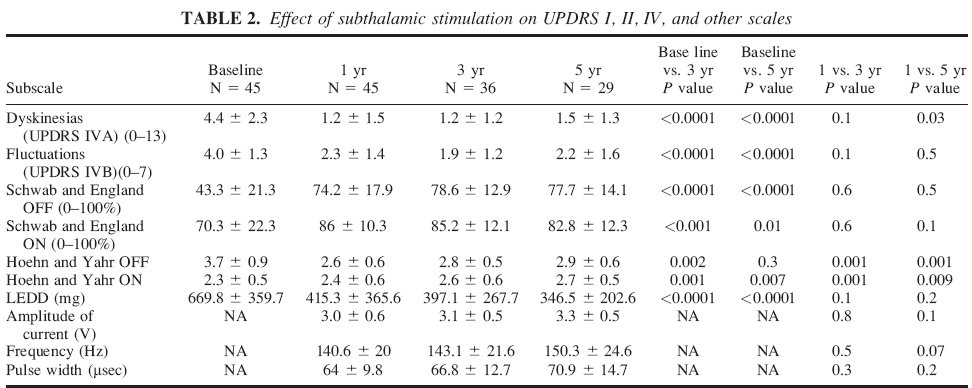 TABLE 2. Effect of subthalamic stimulation on UPDRS I, II, IV, and other scales
Subscale Baseline N = 45 1 yr N = 45 3 yr N = 36 5 yr N = 29 Base line vs. 3 yr P value Baseline vs. 5 yr P value 1 vs. 3 yr P value 1 vs. 5 yr P value
Dyskinesias (UPDRS IVA) (0–13) 4.4 ± 2.3 1.2 ± 1.5 1.2 ± 1.2 1.5 ± 1.3 <0.0001 <0.0001 0.1 0.03
Fluctuations (UPDRS IVB)(0–7) 4.0 ± 1.3 2.3 ± 1.4 1.9 ± 1.2 2.2 ± 1.6 <0.0001 <0.0001 0.1 0.5
Schwab and England OFF (0–100%) 43.3 ± 21.3 74.2 ± 17.9 78.6 ± 12.9 77.7 ± 14.1 <0.0001 <0.0001 0.6 0.5
Schwab and England ON (0–100%) 70.3 ± 22.3 86 ± 10.3 85.2 ± 12.1 82.8 ± 12.3 <0.001 0.01 0.6 0.1
Hoehn and Yahr OFF 3.7 ± 0.9 2.6 ± 0.6 2.8 ± 0.5 2.9 ± 0.6 0.002 0.3 0.001 0.001
Hoehn and Yahr ON 2.3 ± 0.5 2.4 ± 0.6 2.6 ± 0.6 2.7 ± 0.5 0.001 0.007 0.001 0.009
LEDD (mg) 669.8 ± 359.7 415.3 ± 365.6 397.1 ± 267.7 346.5 ± 202.6 <0.0001 <0.0001 0.1 0.2
Amplitude of current (V) NA 3.0 ± 0.6 3.1 ± 0.5 3.3 ± 0.5 NA NA 0.8 0.1
Frequency (Hz) NA 140.6 ± 20 143.1 ± 21.6 150.3 ± 24.6 NA NA 0.5 0.07
Pulse width (μsec) NA 64 ± 9.8 66.8 ± 12.7 70.9 ± 14.7 NA NA 0.3 0.2